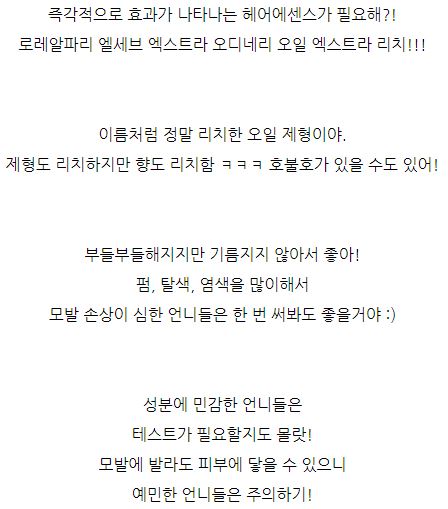 즉각적으로 효과가 나타나는 헤어에센스가 필요해?!
로레알파리 엘세브 엑스트라 오디네리 오일 엑스트라 리치!!!
이름처럼 정말 리치한 오일 제형이야.
제형도 리치하지만 향도 리치함 ㅋㅋㅋ 호불호가 있을 수도 있어!
부들부들해지지만 기름지지 않아서 좋아!
펌, 탈색, 염색을 많이해서
모발 손상이 심한 언니들은 한 번 써봐도 좋을거야 :)
성분에 민감한 언니들은
테스트가 필요할지도 몰랏!
모발에 발라도 피부에 닿을 수 있으니
예민한 언니들은 주의하기!